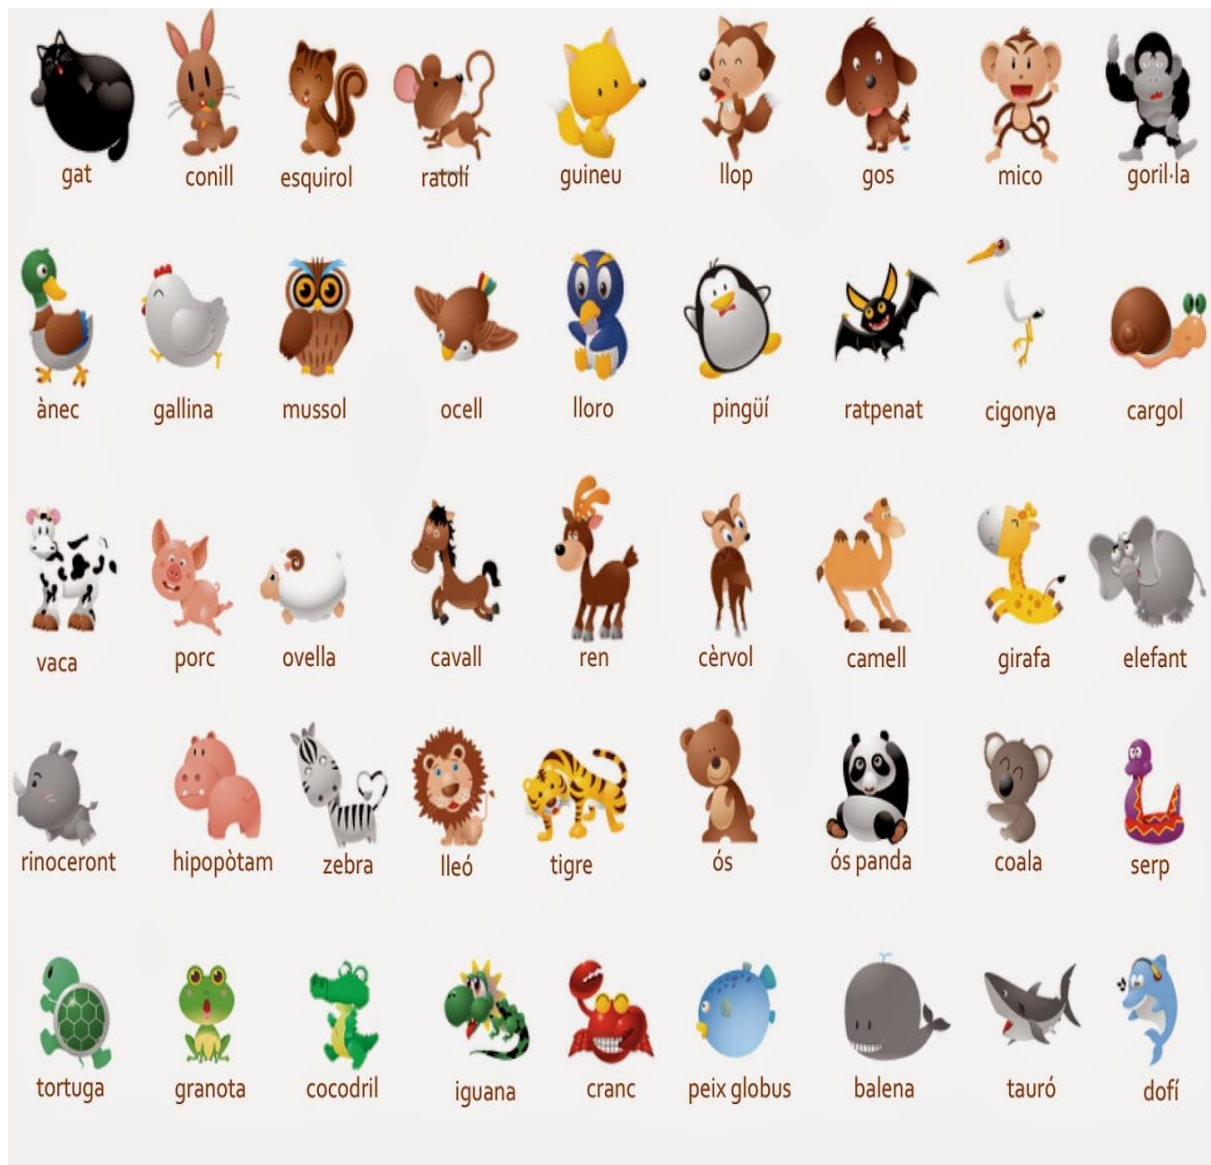 gat conill esquirol ratolí guineu llop gos mico goril·la
ànec gallina mussol ocell lloro pingüí ratpenat cigonya cargol
vaca porc ovella cavall ren cèrvol camell girafa elefant
rinoceront hipopòtam zebra lleó tigre ós ós panda coala serp
tortuga granota cocodril iguana cranc peix globus balena tauró dofí